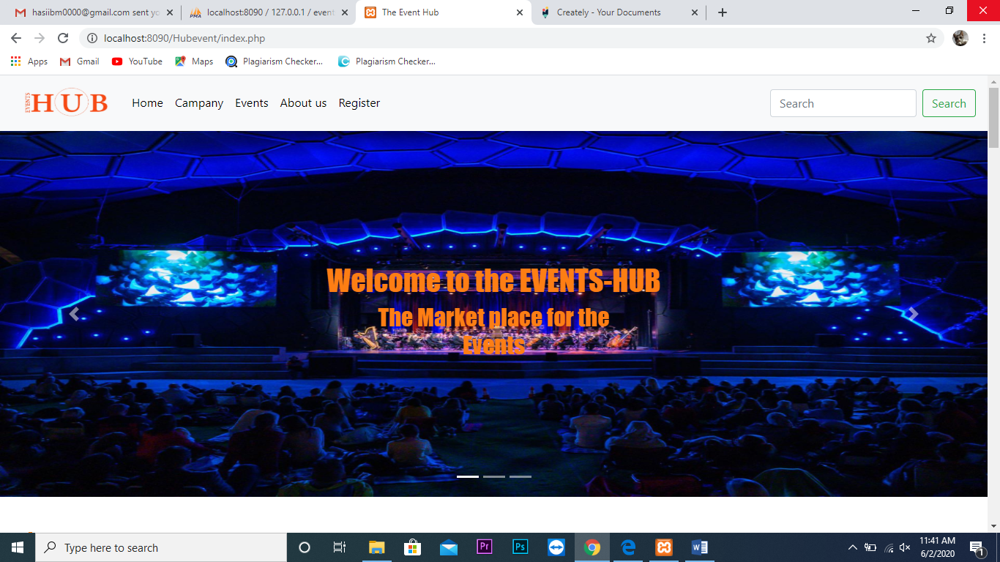 hasiibm0000@gmail.com sent yo
localhost:8090 / 127.0.0.1 / event
The Event Hub
Creately - Your Documents
localhost:8090/Hubevent/index.php
Apps
Gmail
YouTube
Maps
Plagiarism Checker...
Plagiarism Checker...
EVENTS
HUB
Home
Campany
Events
About us
Register
Search
Search
Welcome to the EVENTS-HUB
The Market place for the
Events
Type here to search
Pr
Ps
11:41 AM
6/2/2020
1